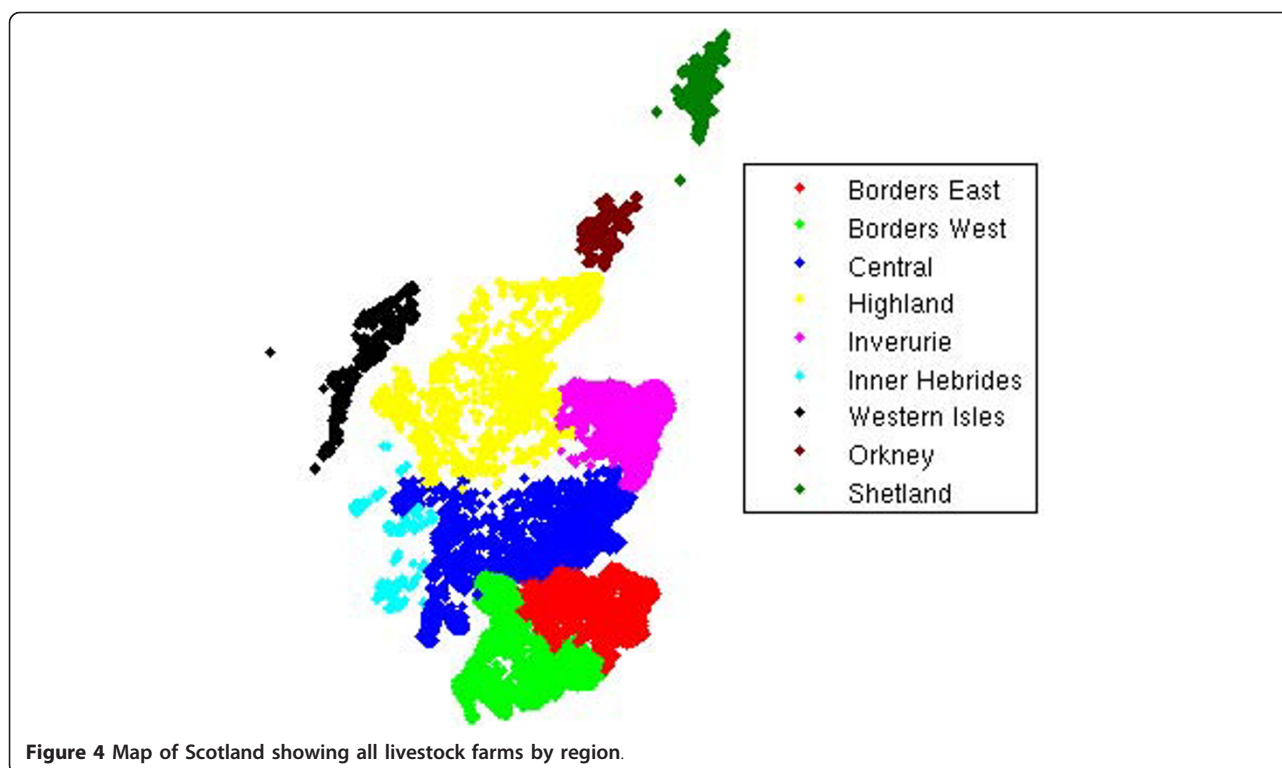 Borders East
Borders West
Central
Highland
Inverurie
Inner Hebrides
Western Isles
Orkney
Shetland
Figure 4 Map of Scotland showing all livestock farms by region.